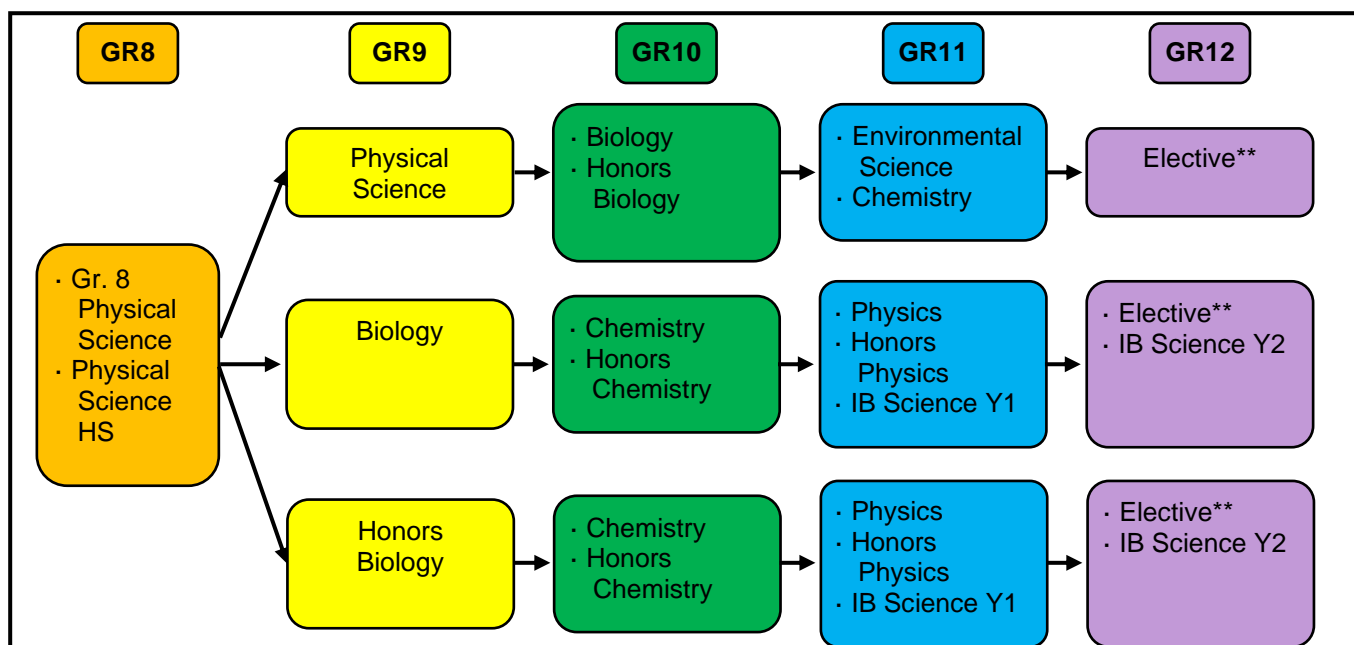 GR8
GR9
GR10
GR11
GR12
· Gr. 8
Physical
Science
· Physical
Science
HS
Physical
Science
· Biology
· Honors
Biology
· Environmental
Science
· Chemistry
Elective**
Biology
· Chemistry
· Honors
Chemistry
· Physics
· Honors
Physics
· IB Science Y1
· Elective**
· IB Science Y2
Honors
Biology
· Chemistry
· Honors
Chemistry
· Physics
· Honors
Physics
· IB Science Y1
· Elective**
· IB Science Y2